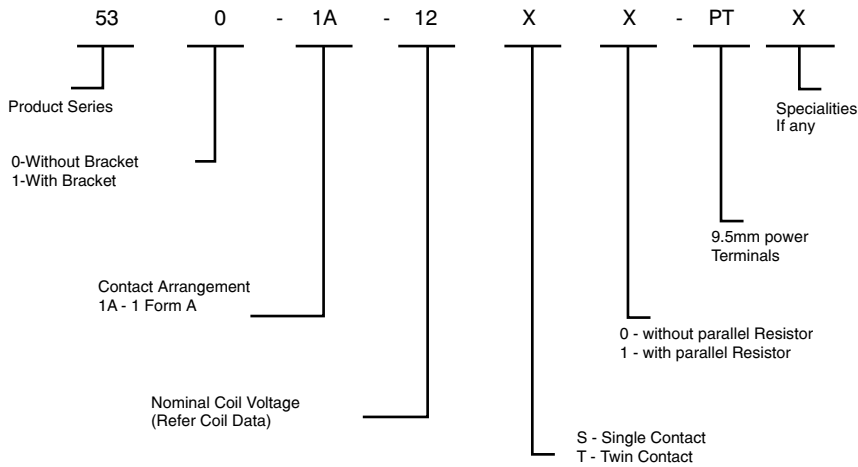 53 0 - 1A - 12 X X - PT X
Product Series
Specialities
If any
0-Without Bracket
1-With Bracket
9.5mm power
Terminals
Contact Arrangement
1A - 1 Form A
0 - without parallel Resistor
1 - with parallel Resistor
Nominal Coil Voltage
(Refer Coil Data)
S - Single Contact
T - Twin Contact